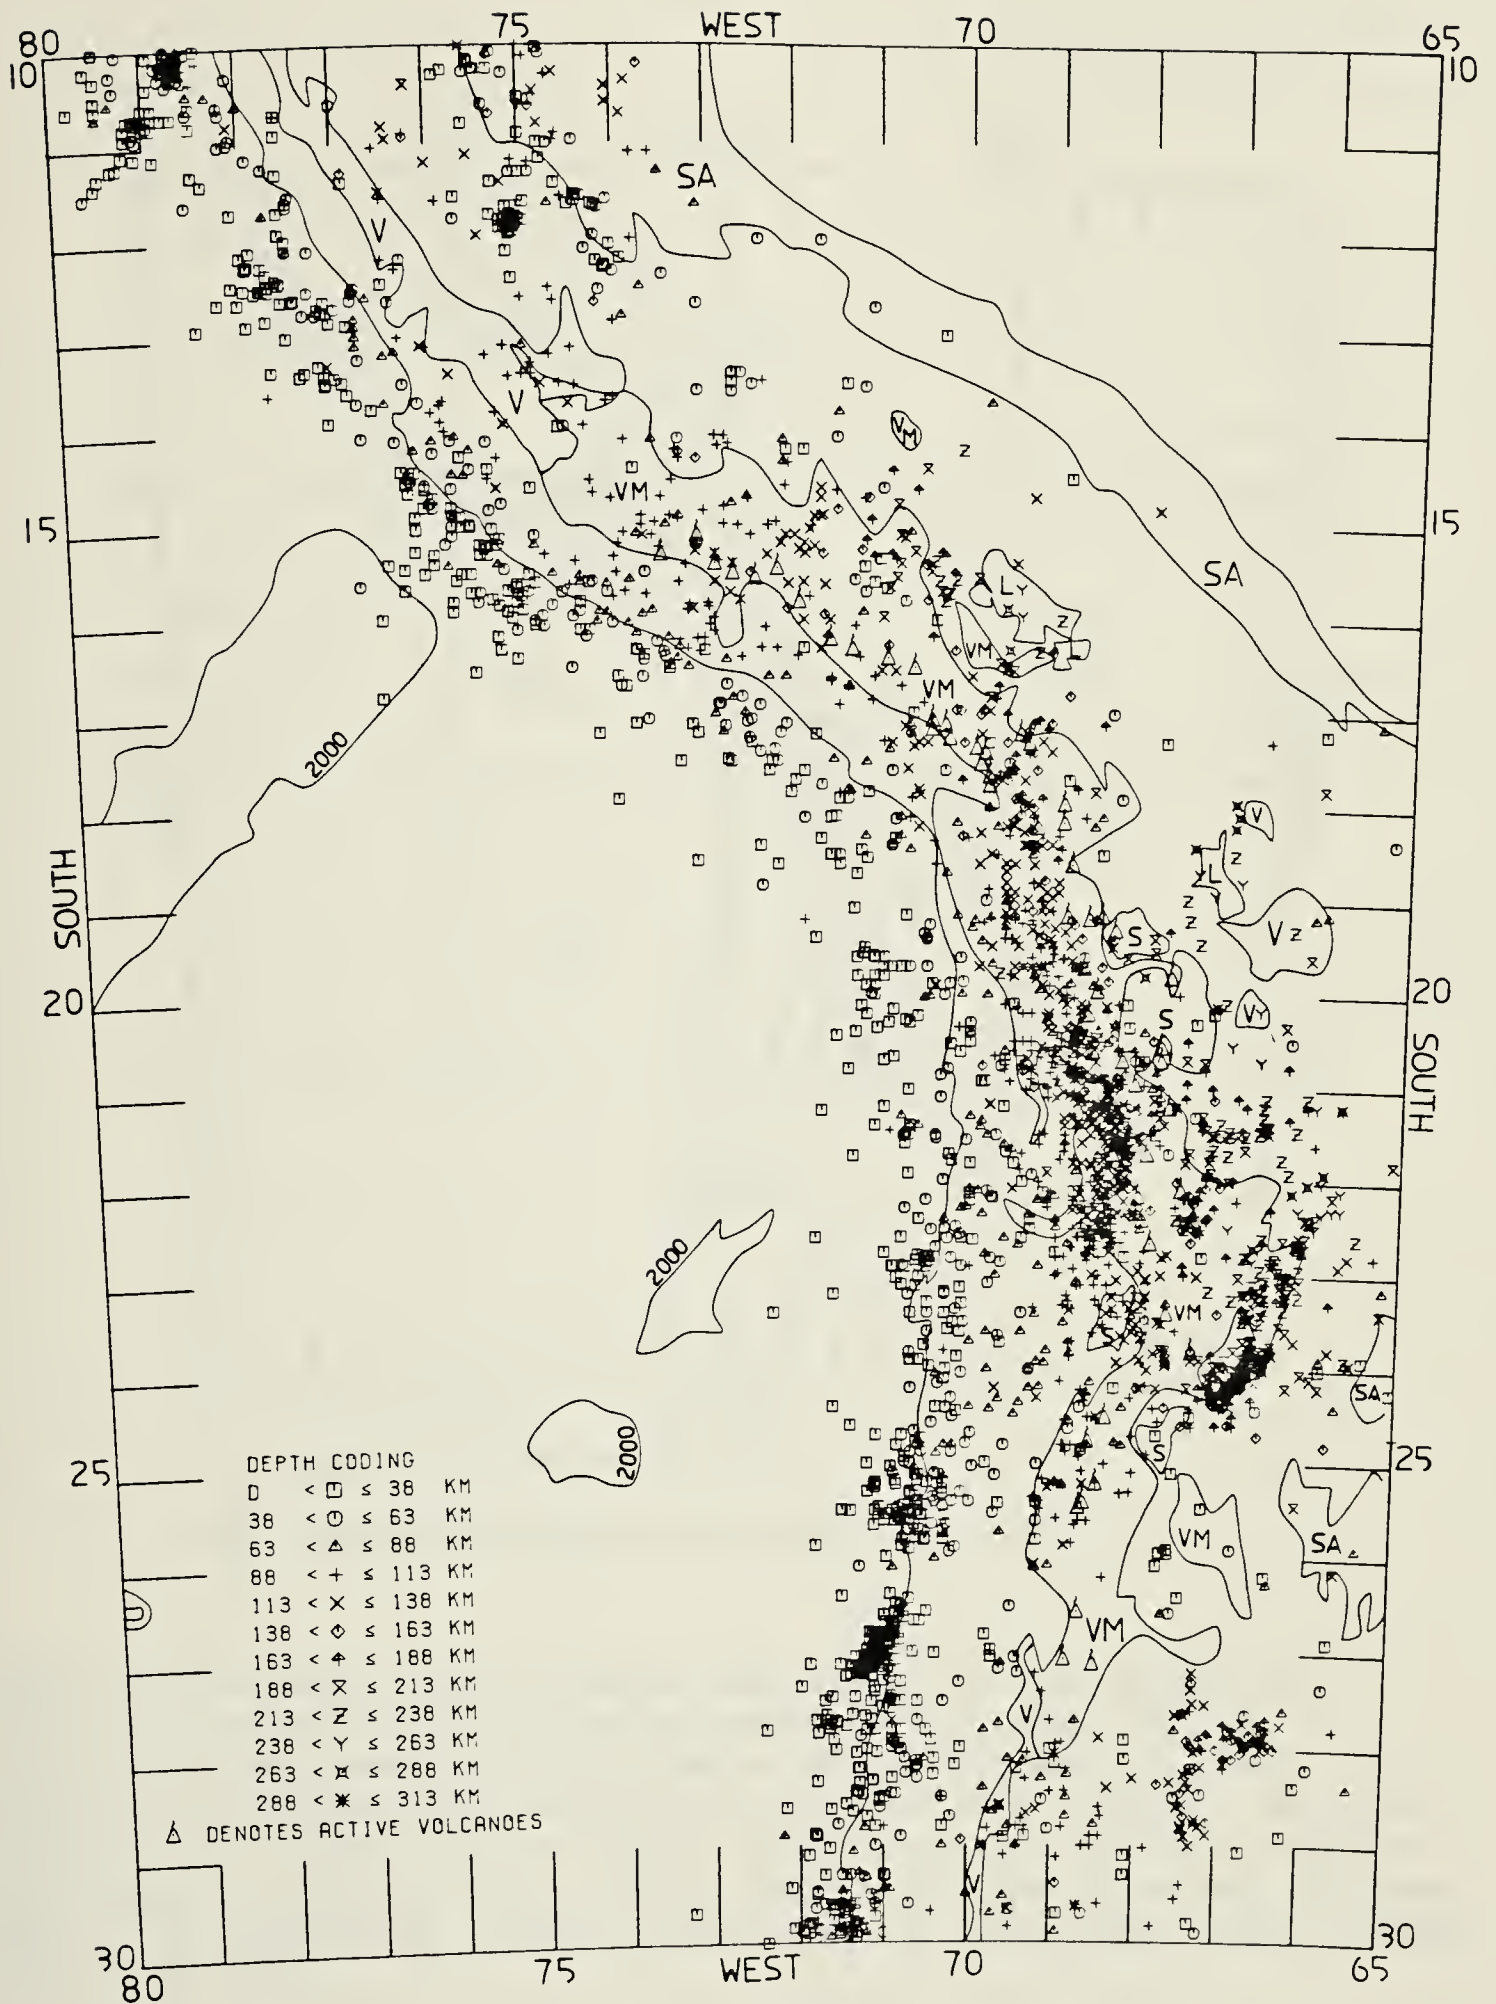 75 WEST 70
80 65
10 10
SA
V
V
VM
VM
15 15
SA
L
VM
L
VM
2000
V
SOUTH
L
S
V
20 20
S
V
SOUTH
2000
VM
S
SA
2000
S
25 25
DEPTH CODING
0 < □ ≤ 38 KM
38 < ○ ≤ 63 KM
63 < △ ≤ 88 KM
88 < + ≤ 113 KM
113 < × ≤ 138 KM
138 < ◇ ≤ 163 KM
163 < ↑ ≤ 188 KM
188 < X ≤ 213 KM
213 < Z ≤ 238 KM
238 < Y ≤ 263 KM
263 < ¤ ≤ 288 KM
288 < ✱ ≤ 313 KM
△ DENOTES ACTIVE VOLCANOES
VM
SA
VM
V
V
30 30
75 WEST 70 65
80